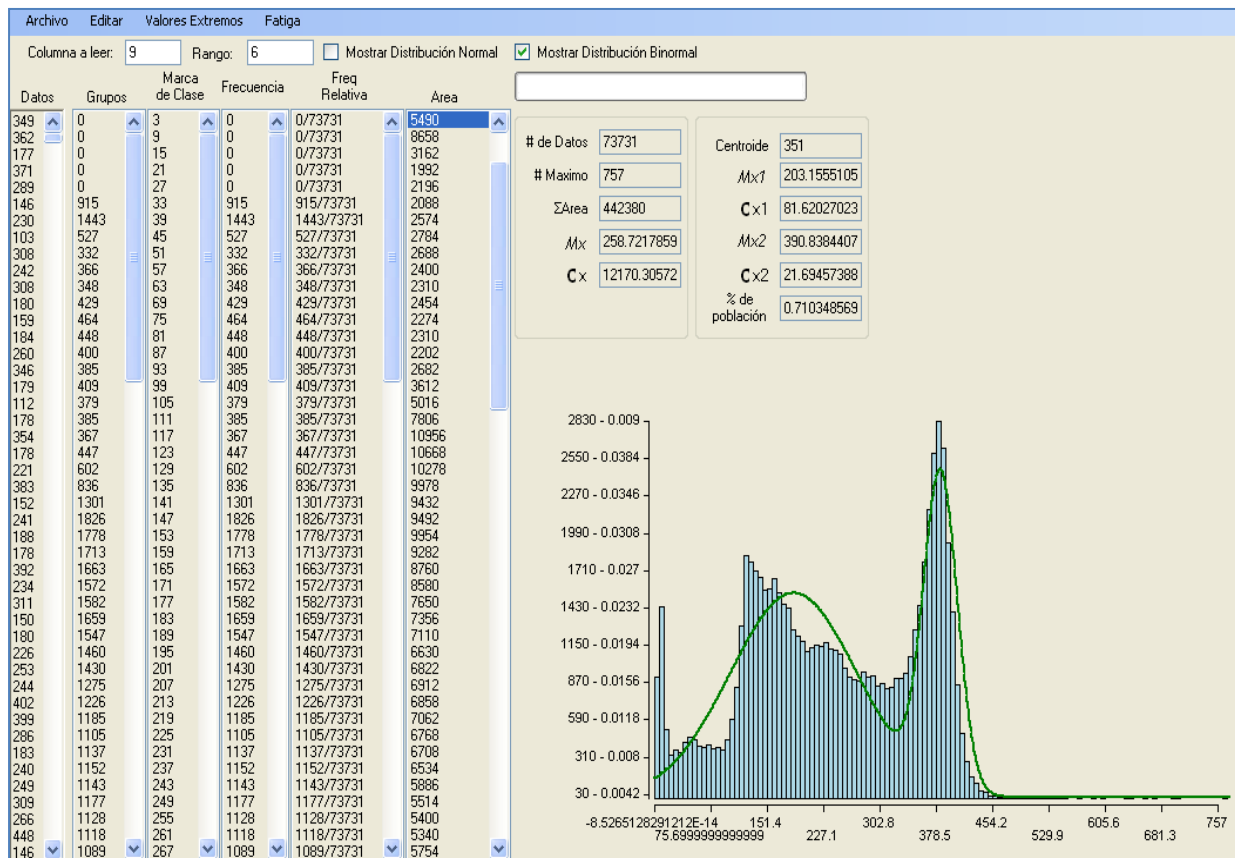 Archivo Editar Valores Extremos Fatiga
Columna a leer: 9 Rango: 6 Mostrar Distribución Normal Mostrar Distribución Binormal
Datos Grupos Marca de Clase Frecuencia Freq Relativa Area
349 0 3 0 0/73731 5490
362 0 9 0 0/73731 8658
177 0 15 0 0/73731 3162
371 0 21 0 0/73731 1992
289 0 27 0 0/73731 2196
146 915 33 915 915/73731 2088
230 1443 39 1443 1443/73731 2574
103 527 45 527 527/73731 2784
308 332 51 332 332/73731 2688
242 366 57 366 366/73731 2400
308 348 63 348 348/73731 2310
180 429 69 429 429/73731 2454
159 464 75 464 464/73731 2274
184 448 81 448 448/73731 2310
260 400 87 400 400/73731 2202
346 385 93 385 385/73731 2682
179 409 99 409 409/73731 3612
112 379 105 379 379/73731 5016
178 385 111 385 385/73731 7806
354 367 117 367 367/73731 10956
178 447 123 447 447/73731 10668
221 602 129 602 602/73731 10278
383 836 135 836 836/73731 9978
152 1301 141 1301 1301/73731 9432
241 1826 147 1826 1826/73731 9492
188 1778 153 1778 1778/73731 9954
178 1713 159 1713 1713/73731 9282
392 1663 165 1663 1663/73731 8760
234 1572 171 1572 1572/73731 8580
311 1582 177 1582 1582/73731 7650
150 1659 183 1659 1659/73731 7356
180 1547 189 1547 1547/73731 7110
226 1460 195 1460 1460/73731 6630
253 1430 201 1430 1430/73731 6822
244 1275 207 1275 1275/73731 6912
402 1226 213 1226 1226/73731 6858
399 1185 219 1185 1185/73731 7062
286 1105 225 1105 1105/73731 6768
183 1137 231 1137 1137/73731 6708
240 1152 237 1152 1152/73731 6534
249 1143 243 1143 1143/73731 5886
309 1177 249 1177 1177/73731 5514
266 1128 255 1128 1128/73731 5400
448 1118 261 1118 1118/73731 5340
146 1089 267 1089 1089/73731 5754
# de Datos 73731
# Maximo 757
ΣArea 442380
Mx 258.7217859
Cx 12170.30572
Centroide 351
Mx1 203.1555105
Cx1 81.62027023
Mx2 390.8384407
Cx2 21.69457388
% de población 0.710348569
2830 - 0.009
2550 - 0.0384
2270 - 0.0346
1990 - 0.0308
1710 - 0.027
1430 - 0.0232
1150 - 0.0194
870 - 0.0156
590 - 0.0118
310 - 0.008
30 - 0.0042
-8.52651282912120E-14 151.4 302.8 454.2 605.6 757
75.6999999999999 227.1 378.5 529.9 681.3